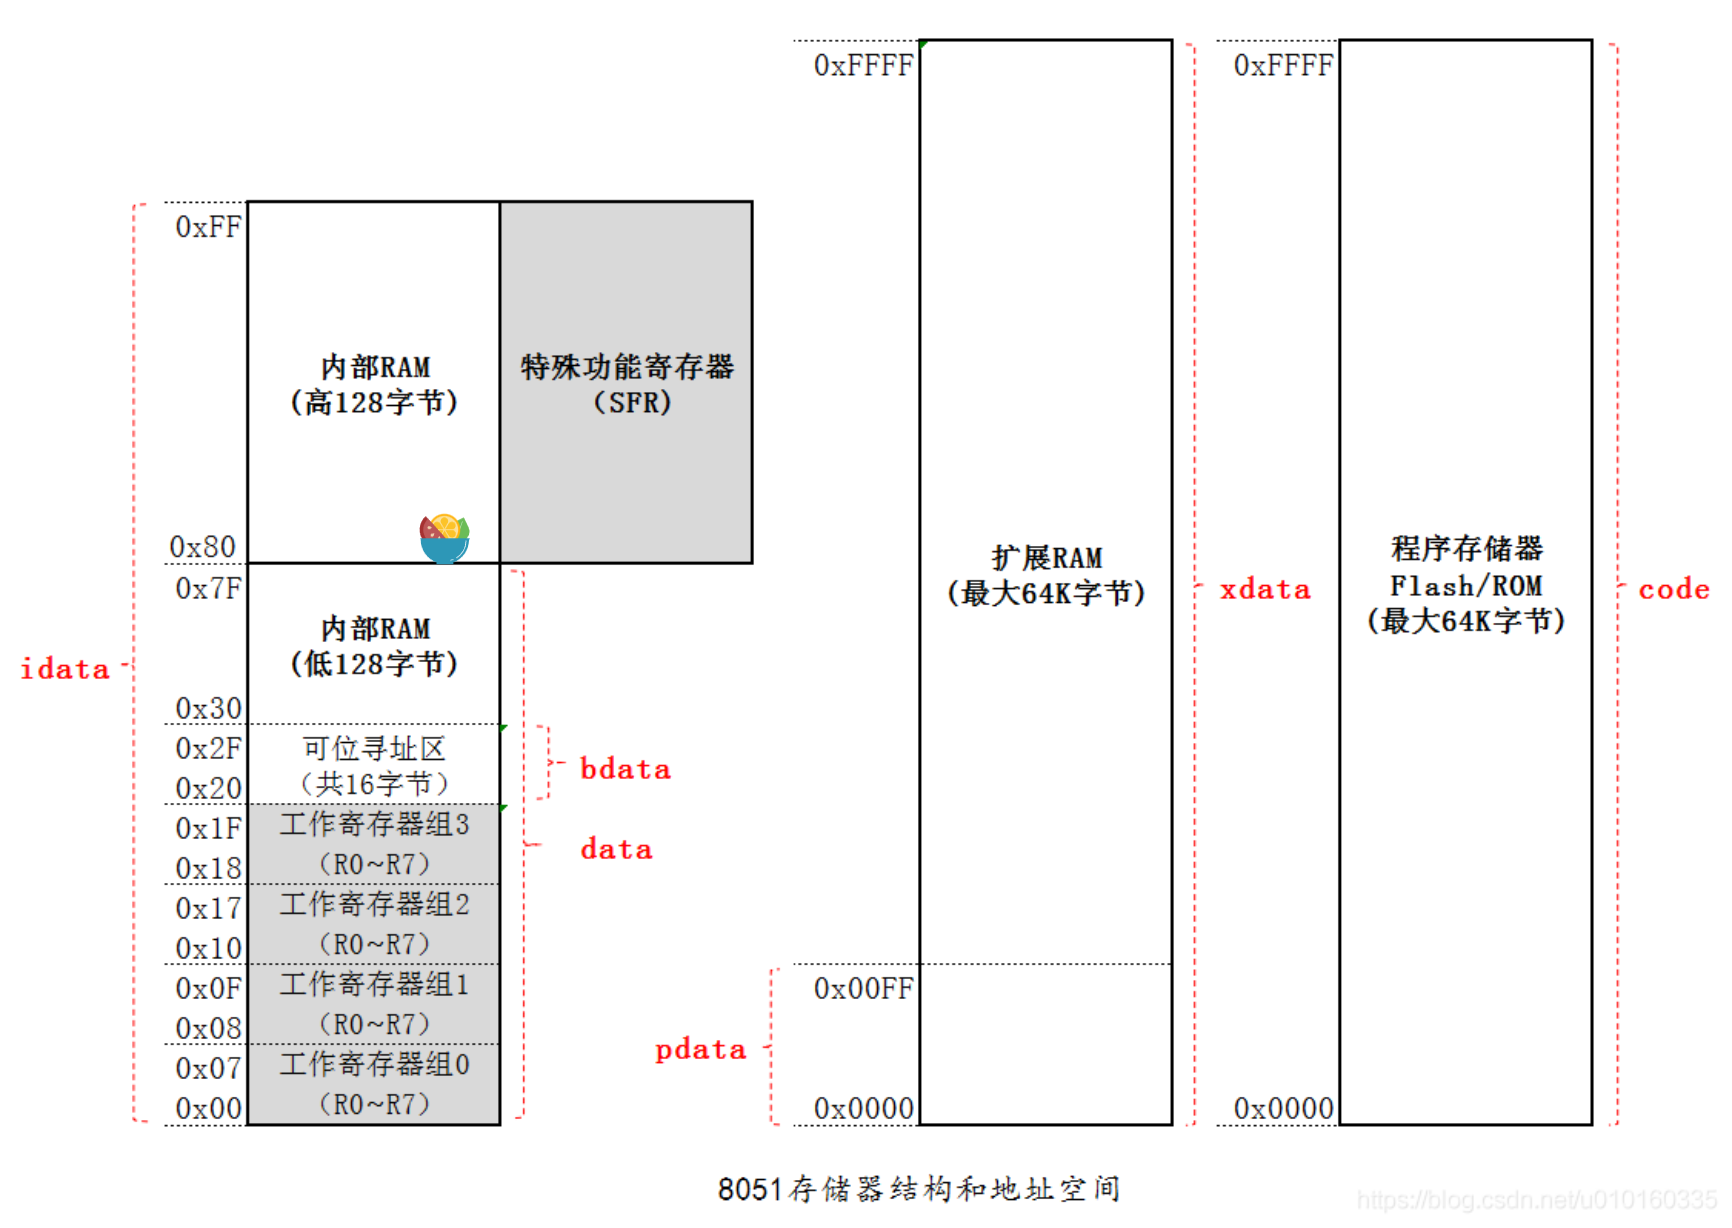 0xFF
内部RAM
(高128字节)
特殊功能寄存器
（SFR)
0x80
0x7F
内部RAM
(低128字节)
idata
0x30
0x2F
可位寻址区
0x20
（共16字节）
bdata
0x1F
工作寄存器组3
0x18
（R0~R7）
data
0x17
工作寄存器组2
0x10
（R0~R7）
0x0F
工作寄存器组1
0x08
（R0~R7）
0x07
工作寄存器组0
0x00
（R0~R7）
0xFFFF
扩展RAM
(最大64K字节)
xdata
0x00FF
pdata
0x0000
0xFFFF
程序存储器
Flash/ROM
(最大64K字节)
code
0x0000
8051存储器结构和地址空间
https://blog.csdn.net/u010160335